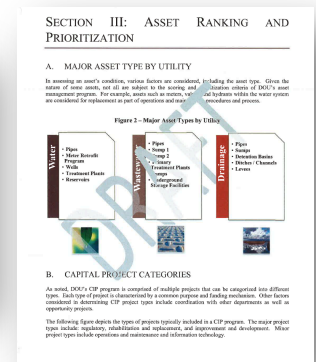 SECTION III: ASSET RANKING AND
PRIORITIZATION
A. MAJOR ASSET TYPE BY UTILITY
In assessing an asset's condition, various factors are considered, including the asset type. Given the
nature of some assets, not all are subject to the scoring and prioritization criteria of DOU's asset
management program. For example, assets such as meters, valves and hydrants within the water system
are considered for replacement as part of operations and procedures and process.
Figure 2 – Major Asset Types by Utility
Water
• Pipes
• Meter Retrofit
Program
• Wells
• Treatment Plants
• Reservoirs
Wastewater
• Pipes
• Sump 1
• Sump 2
• Primary
Treatment Plants
• Sumps
• Underground
Storage Facilities
Drainage
• Pipes
• Sumps
• Detention Basins
• Ditches / Channels
• Levees
DRAFT
B. CAPITAL PROJECT CATEGORIES
As noted, DOU's CIP program is comprised of multiple projects that can be categorized into different
types. Each type of project is characterized by a common purpose and funding mechanism. Other factors
considered in determining CIP project types include coordination with other departments as well as
opportunity projects.
The following figure depicts the types of projects typically included in a CIP program. The major project
types include: regulatory, rehabilitation and replacement, and improvement and development. Minor
project types include operations and maintenance and information technology.